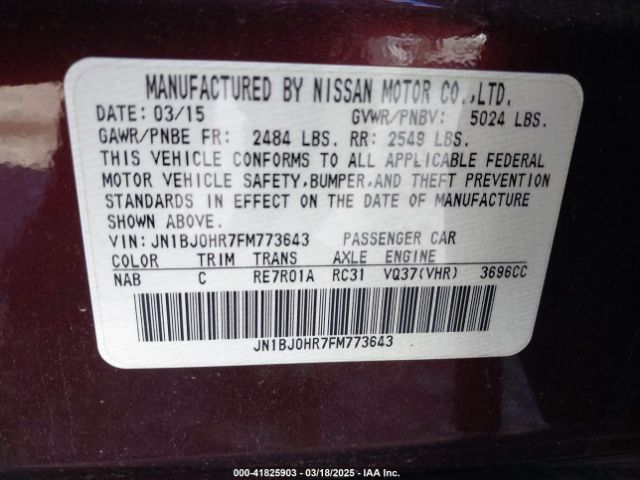 MANUFACTURED BY NISSAN MOTOR CO.,LTD.
DATE: 03/15 GVWR/PNBV: 5024 LBS.
GAWR/PNBE FR: 2484 LBS. RR: 2549 LBS.
THIS VEHICLE CONFORMS TO ALL APPLICABLE FEDERAL
MOTOR VEHICLE SAFETY,BUMPER,AND THEFT PREVENTION
STANDARDS IN EFFECT ON THE DATE OF MANUFACTURE
SHOWN ABOVE.
VIN: JN1BJ0HR7FM773643 PASSENGER CAR
COLOR TRIM TRANS AXLE ENGINE
NAB C RE7R01A RC31 VQ37(VHR) 3696CC
JN1BJ0HR7FM773643
©-41825903 - 03/18/2025 - IAA Inc.